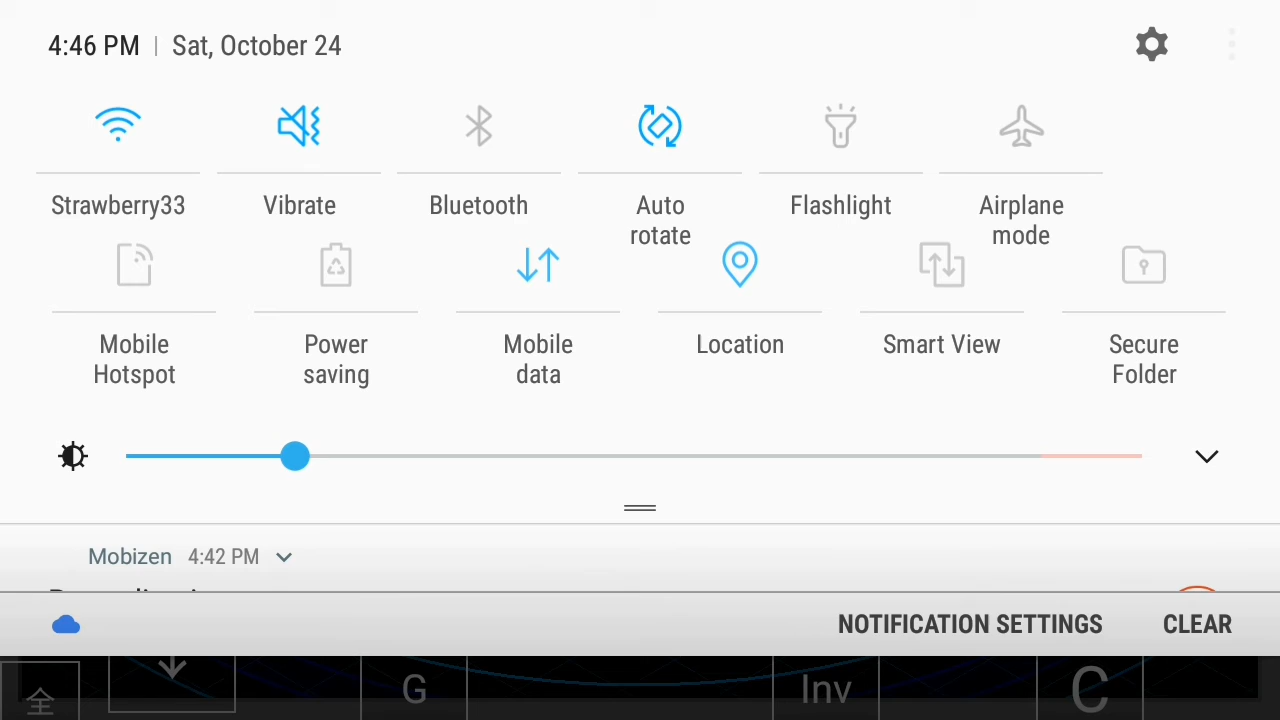 4:46 PM | Sat, October 24
Strawberry33 Vibrate Bluetooth Auto rotate Flashlight Airplane mode
Mobile Hotspot Power saving Mobile data Location Smart View Secure Folder
Mobizen 4:42 PM
NOTIFICATION SETTINGS CLEAR
全 G Inv C